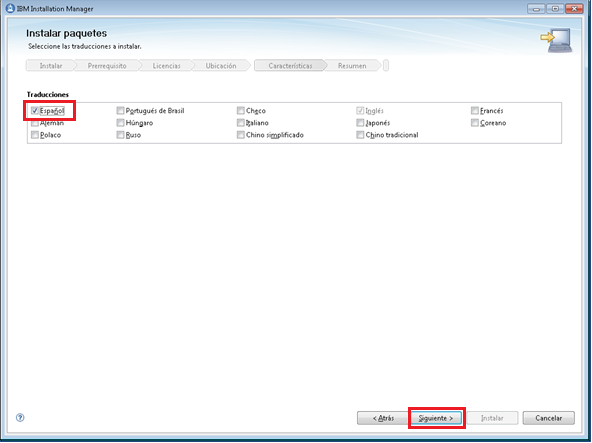 IBM Installation Manager
Instalar paquetes
Seleccione las traducciones a instalar.
Instalar Prerrequisito Licencias Ubicación Características Resumen
Traducciones
Español Portugués de Brasil Checo Inglés Francés
Alemán Húngaro Italiano Japonés Coreano
Polaco Ruso Chino simplificado Chino tradicional
? < Atrás Siguiente > Instalar Cancelar